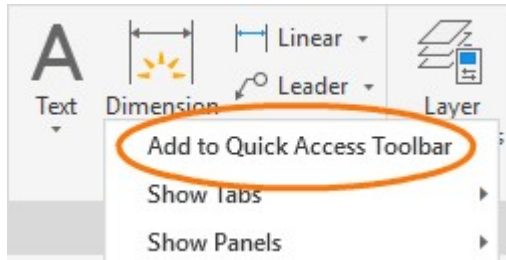 Linear
Leader
Text
Dimension
Layer
Add to Quick Access Toolbar
Show Tabs
Show Panels